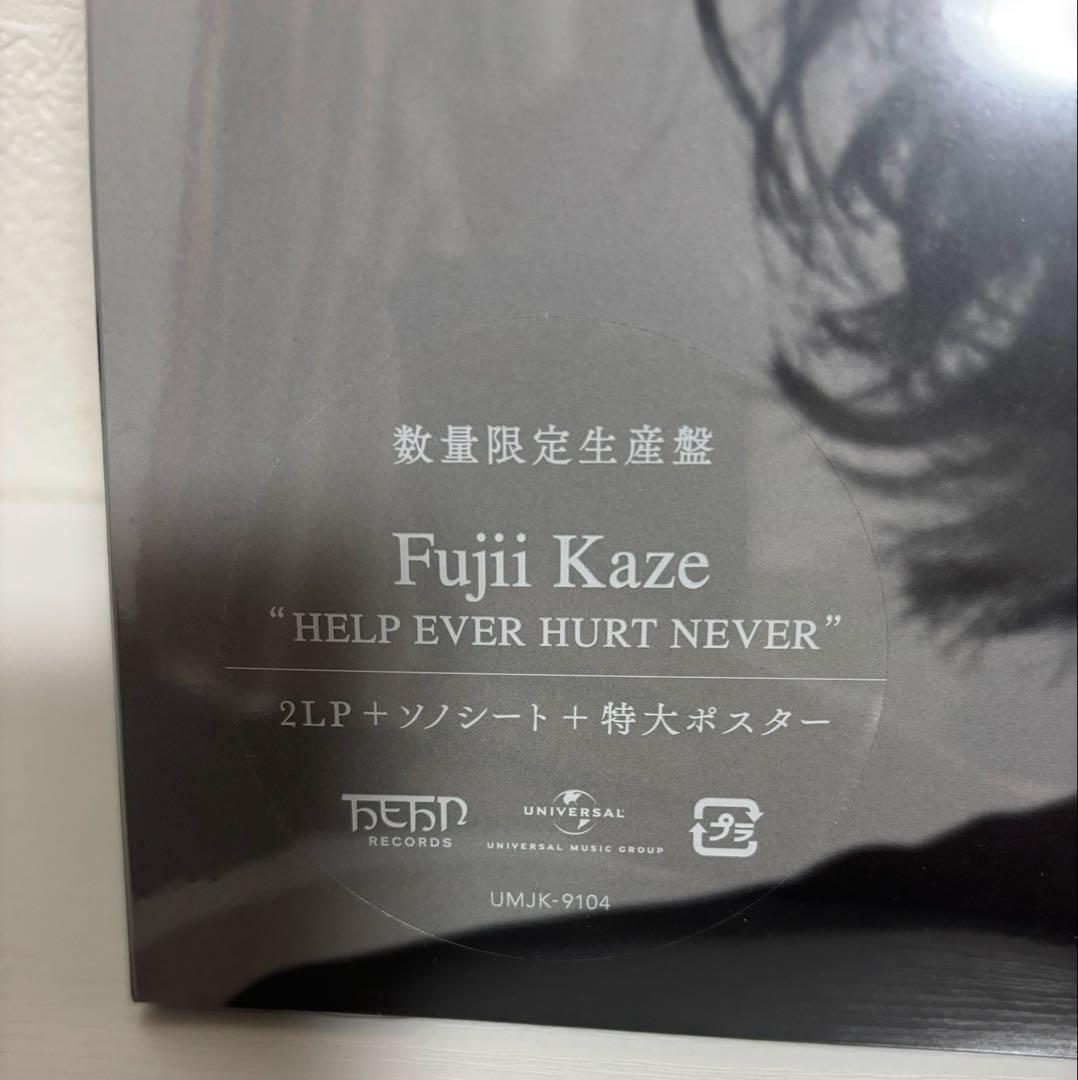 数量限定生産盤
Fujii Kaze
“HELP EVER HURT NEVER”
2LP+ソノシート+特大ポスター
HEHN RECORDS
UNIVERSAL
UNIVERSAL MUSIC GROUP
プラ
UMJK-9104